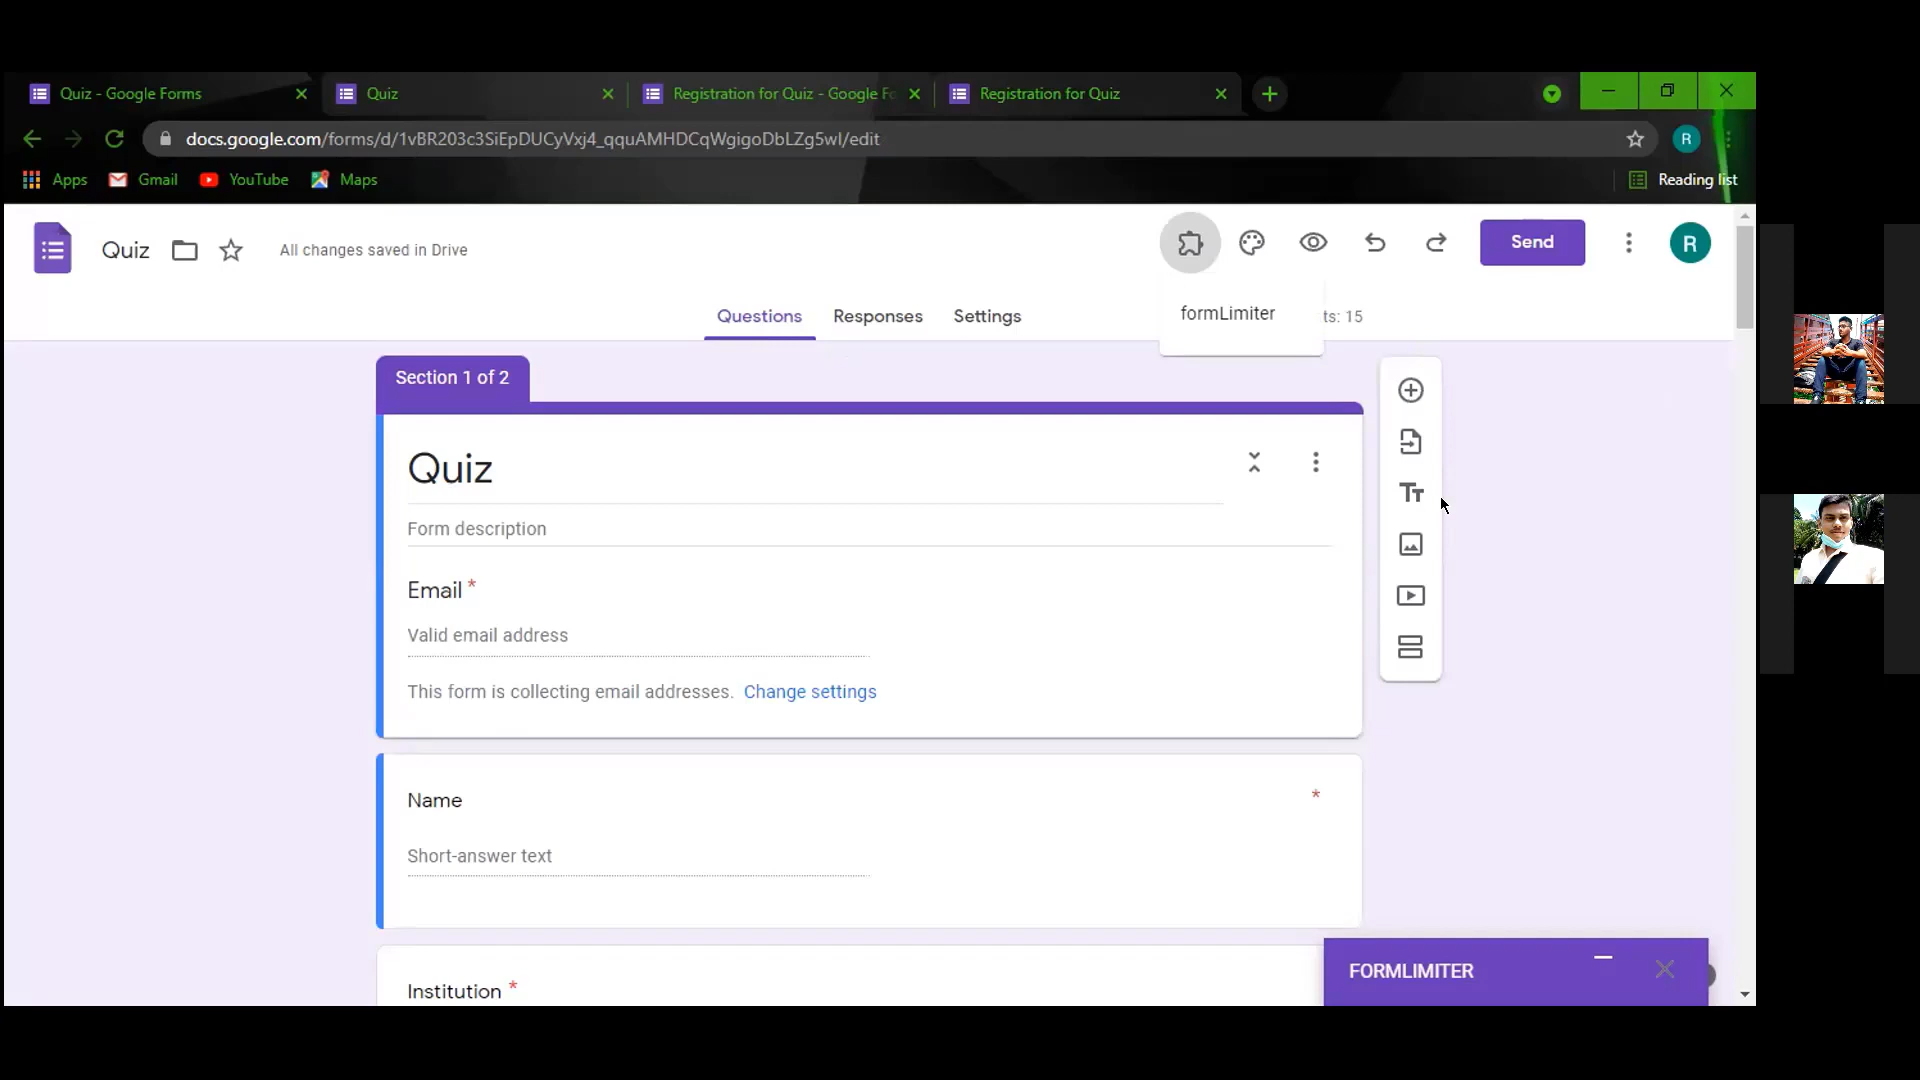 Quiz - Google Forms
Quiz
Registration for Quiz - Google Fo
Registration for Quiz
docs.google.com/forms/d/1vBR203c3SiEpDUCyVxj4_qquAMHDCqWgigoDbLZg5wI/edit
R
Apps
Gmail
YouTube
Maps
Reading list
Quiz
All changes saved in Drive
Send
R
Questions
Responses
Settings
formLimiter
ts: 15
Section 1 of 2
Quiz
Form description
Email *
Valid email address
This form is collecting email addresses. Change settings
Name *
Short-answer text
Institution *
FORMLIMITER